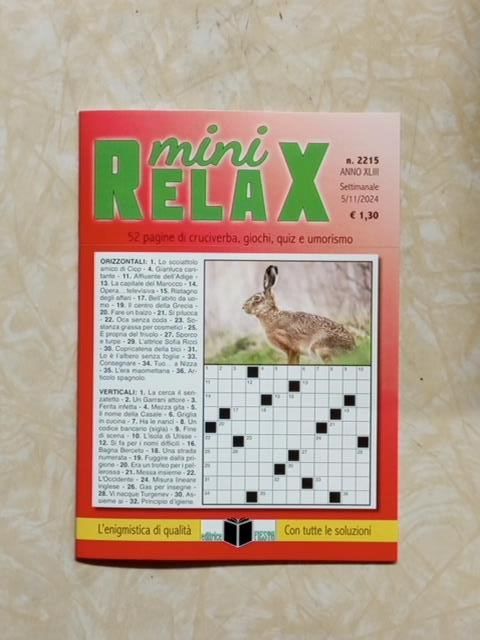 mini
RELAX
n. 2215
ANNO XLIII
Settimanale
5/11/2024
€ 1,30
52 pagine di cruciverba, giochi, quiz e umorismo
ORIZZONTALI: 1. Lo scoiattolo
amico di Ciop - 4. Gianluca can-
tante - 11. Affluente dell'Adige -
13. La capitale del Marocco - 14.
Opera... televisiva - 15. Ristagno
degli affari - 17. Bell'abito da uo-
mo - 19. Il centro della Grecia -
20. Fare un balzo - 21. Si pilucca
- 22. Oca senza coda - 23. So-
stanza grassa per cosmetici - 25.
È propria del frivolo - 27. Sporco
e turpe - 29. L'attrice Sofia Ricci
- 30. Copricatena della bici - 31.
Lo è l'albero senza foglie - 33.
Consegnare - 34. Tuo... a Nizza
- 35. L'era maomettana - 36. Ar-
ticolo spagnolo.
VERTICALI: 1. La cerca il sen-
zatetto - 2. Un Garrani attore - 3.
Ferita infetta - 4. Mezza gita - 5.
Il nome della Casale - 6. Griglia
in cucina - 7. Ha le narici - 8. Un
codice bancario (sigla) - 9. Fine
di scena - 10. L'isola di Ulisse -
12. Si fa per i nomi difficili - 16.
Bagna Berceto - 18. Una strada
numerata - 19. Fuggire dalla pri-
gione - 20. Era un trofeo per i pel-
lerossa - 21. Messa insieme - 22.
L'Occidente - 24. Misura lineare
inglese - 26. Gas per insegne -
28. Vi nacque Turgenev - 30. As-
sieme ai - 32. Principio d'igiene.
L'enigmistica di qualità
editrice
FIESTA
Con tutte le soluzioni